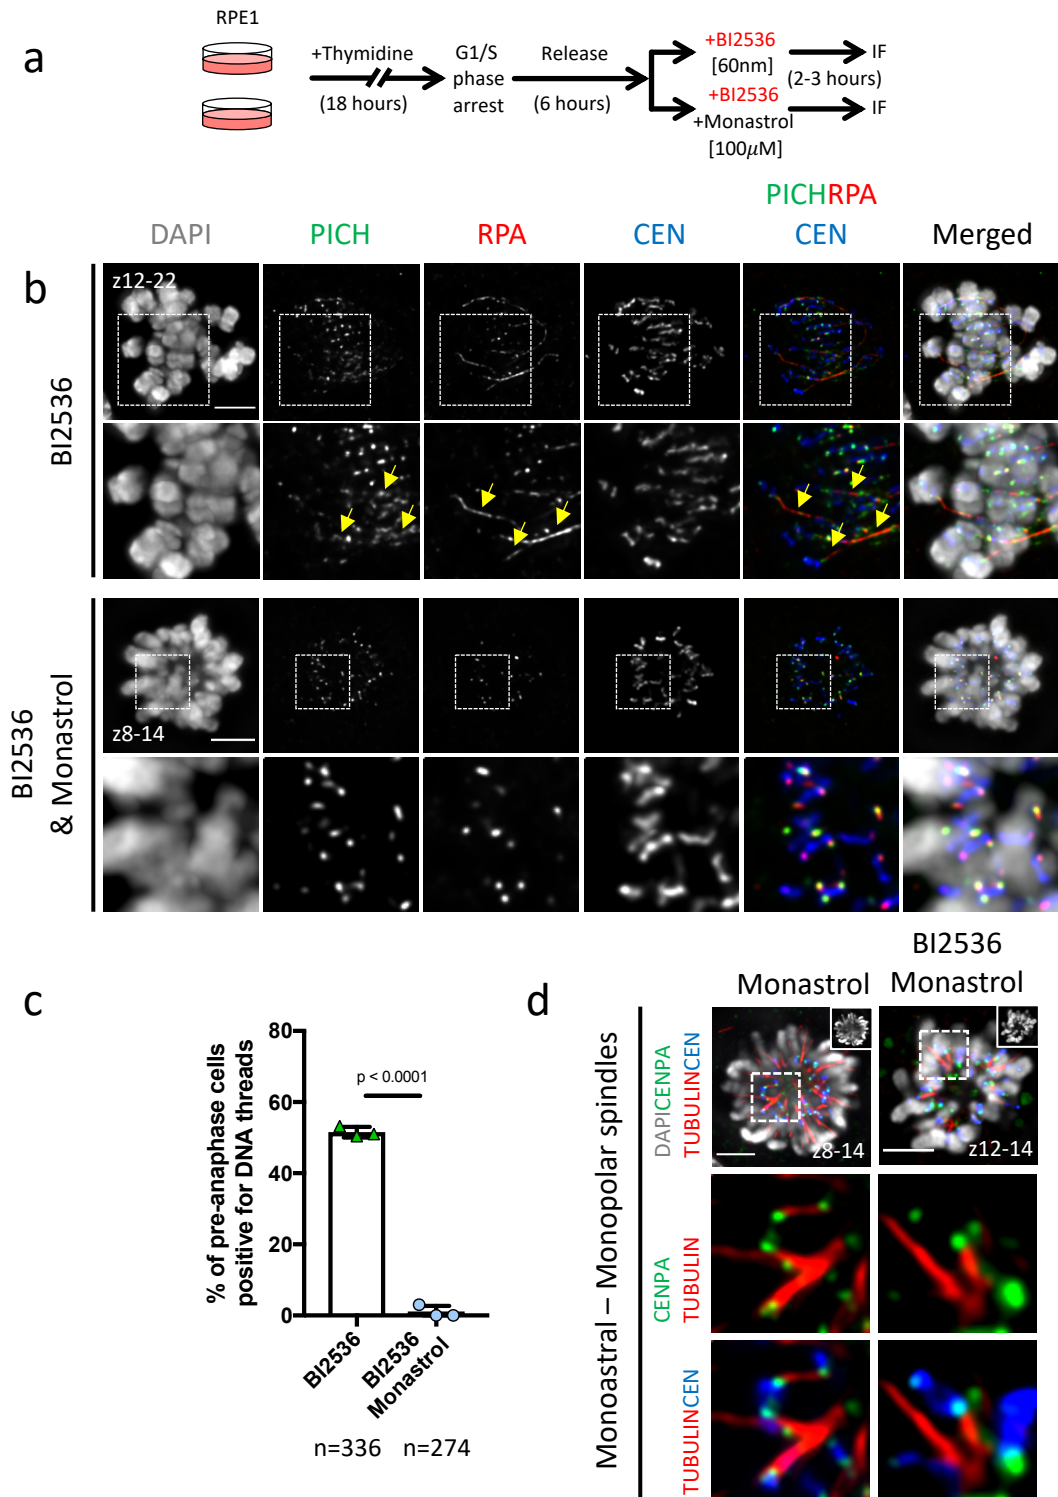 a
RPE1
+Thymidine
(18 hours)
G1/S
phase
arrest
Release
(6 hours)
+BI2536
[60nm]
(2-3 hours)
IF
+BI2536
+Monastrol
[100μM]
IF
b
DAPI
PICH
RPA
CEN
PICHRPA
CEN
Merged
BI2536
z12-22
BI2536
& Monastrol
z8-14
c
% of pre-anaphase cells
positive for DNA threads
80
60
40
20
0
p < 0.0001
BI2536
BI2536
Monastrol
n=336 n=274
d
Monastrol
BI2536
Monastrol
Monoastral – Monopolar spindles
DAPICENPA
TUBULINCEN
z8-14
z12-14
CENPA
TUBULIN
TUBULINCEN